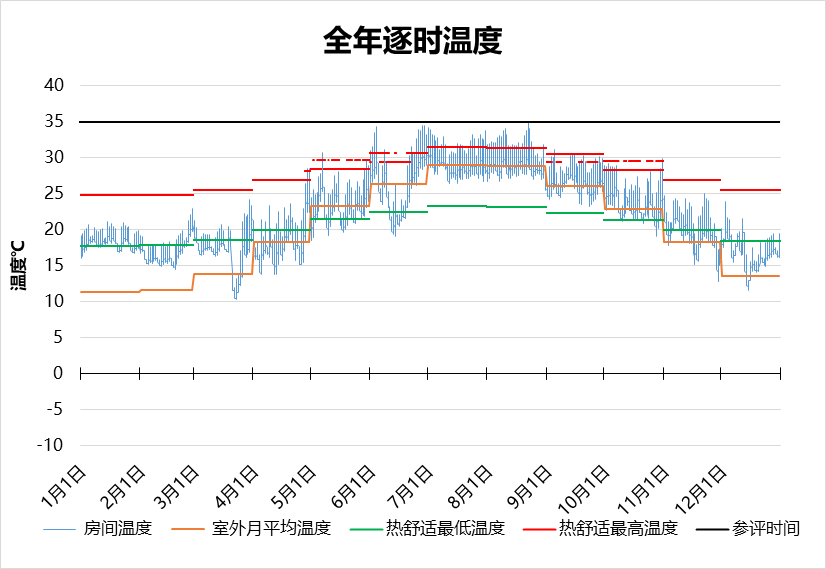 全年逐时温度
温度℃
40
35
30
25
20
15
10
5
0
-5
-10
1月1日
2月1日
3月1日
4月1日
5月1日
6月1日
7月1日
8月1日
9月1日
10月1日
11月1日
12月1日
房间温度 室外月平均温度 热舒适最低温度 热舒适最高温度 参评时间